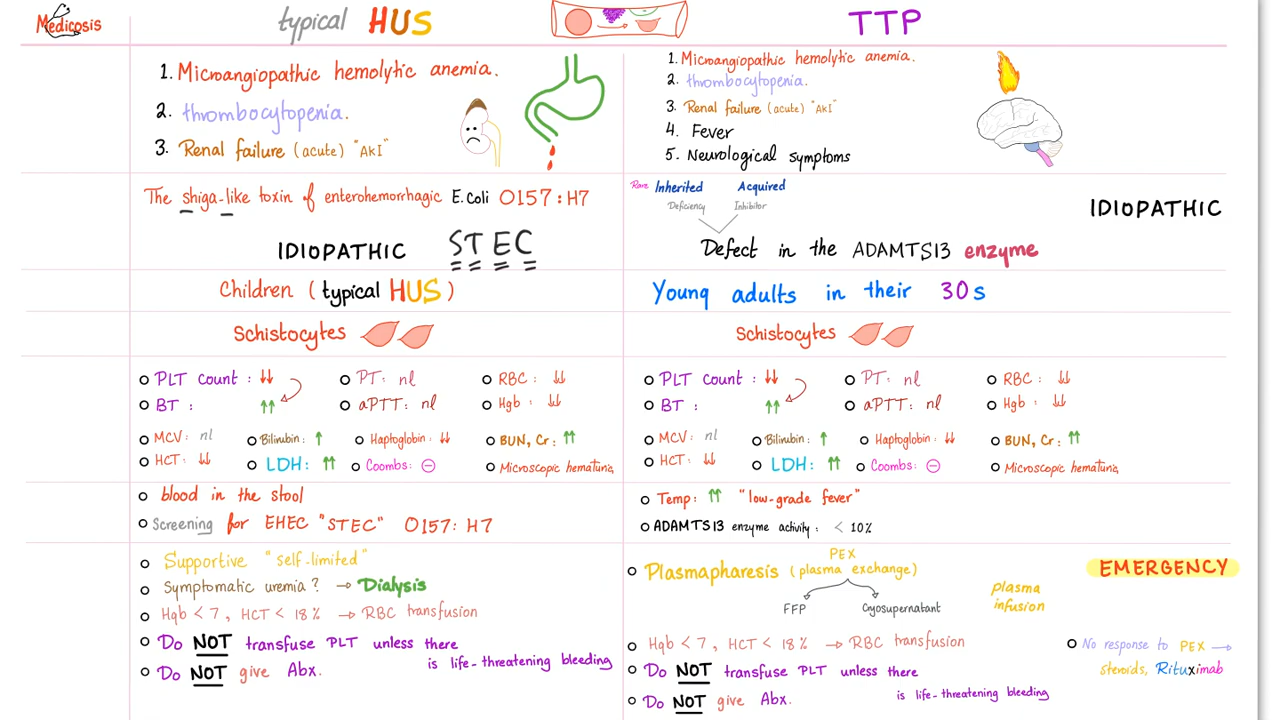 Medicosis
typical HUS
TTP
1. Microangiopathic hemolytic anemia.
2. thrombocytopenia.
3. Renal failure (acute) "AKI"
1. Microangiopathic hemolytic anemia.
2. thrombocytopenia.
3. Renal failure (acute) "AKI"
4. Fever
5. Neurological symptoms
The shiga-like toxin of enterohemorrhagic E.Coli O157:H7
IDIOPATHIC STEC
Rare Inherited Acquired
Deficiency Inhibitor
IDIOPATHIC
Defect in the ADAMTS13 enzyme
Children (typical HUS)
Young adults in their 30s
Schistocytes
Schistocytes
PLT count: ↓↓ PT: nl RBC: ↓↓
BT: ↑↑ aPTT: nl Hgb: ↓↓
MCV: nl Bilirubin: ↑ Haptoglobin: ↓↓ BUN, Cr: ↑↑
HCT: ↓↓ LDH: ↑↑ Coombs: ⊖ Microscopic hematuria
PLT count: ↓↓ PT: nl RBC: ↓↓
BT: ↑↑ aPTT: nl Hgb: ↓↓
MCV: nl Bilirubin: ↑ Haptoglobin: ↓↓ BUN, Cr: ↑↑
HCT: ↓↓ LDH: ↑↑ Coombs: ⊖ Microscopic hematuria
blood in the stool
Screening for EHEC "STEC" O157: H7
Temp: ↑↑ "low-grade fever"
ADAMTS13 enzyme activity: < 10%
Supportive "self-limited"
Symptomatic uremia? → Dialysis
Hgb < 7, HCT < 18% → RBC transfusion
Do NOT transfuse PLT unless there
is life-threatening bleeding
Do NOT give Abx.
PEX
Plasmapharesis (plasma exchange)
FFP Cyosupernatant
plasma
infusion
EMERGENCY
Hgb < 7, HCT < 18% → RBC transfusion
Do NOT transfuse PLT unless there
is life-threatening bleeding
Do NOT give Abx.
No response to PEX →
steroids, Rituximab